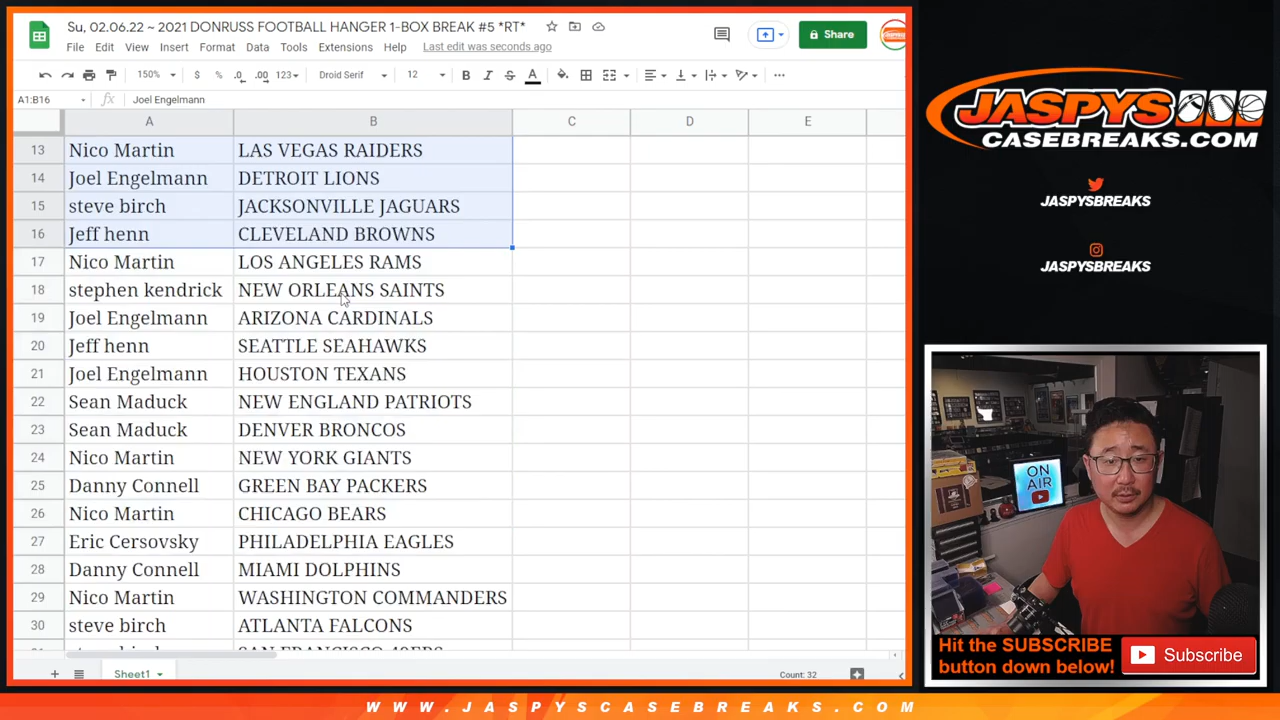 Su, 02.06.22 ~ 2021 DONRUSS FOOTBALL HANGER 1-BOX BREAK #5 *RT*
File Edit View Insert Format Data Tools Extensions Help Last edit was seconds ago
Share
150% $ % .0 .00 123 Droid Serif 12 B I S A
A1:B16 fx Joel Engelmann
A B C D E
13 Nico Martin LAS VEGAS RAIDERS
14 Joel Engelmann DETROIT LIONS
15 steve birch JACKSONVILLE JAGUARS
16 Jeff henn CLEVELAND BROWNS
17 Nico Martin LOS ANGELES RAMS
18 stephen kendrick NEW ORLEANS SAINTS
19 Joel Engelmann ARIZONA CARDINALS
20 Jeff henn SEATTLE SEAHAWKS
21 Joel Engelmann HOUSTON TEXANS
22 Sean Maduck NEW ENGLAND PATRIOTS
23 Sean Maduck DENVER BRONCOS
24 Nico Martin NEW YORK GIANTS
25 Danny Connell GREEN BAY PACKERS
26 Nico Martin CHICAGO BEARS
27 Eric Cersovsky PHILADELPHIA EAGLES
28 Danny Connell MIAMI DOLPHINS
29 Nico Martin WASHINGTON COMMANDERS
30 steve birch ATLANTA FALCONS
Sheet1
Count: 32
JASPYS
CASEBREAKS.COM
JASPYSBREAKS
JASPYSBREAKS
ON
AIR
Hit the SUBSCRIBE
button down below!
Subscribe
WWW.JASPYSCASEBREAKS.COM